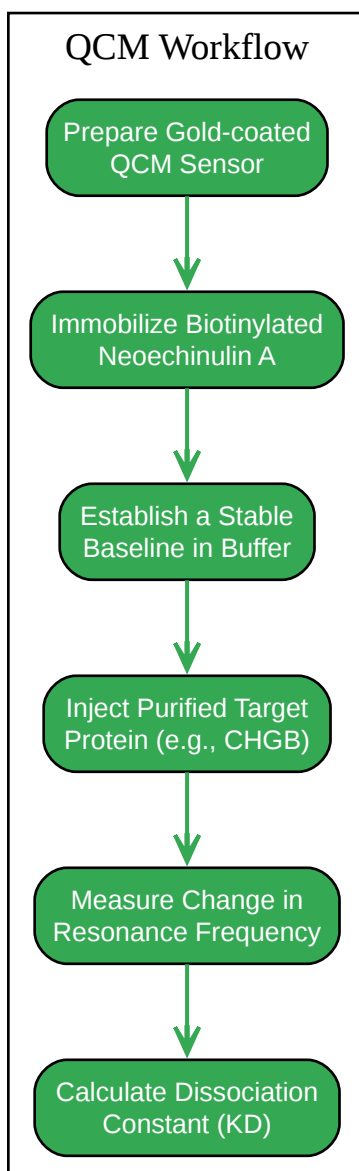 QCM Workflow
Prepare Gold-coated
QCM Sensor
Immobilize Biotinylated
Neoechinulin A
Establish a Stable
Baseline in Buffer
Inject Purified Target
Protein (e.g., CHGB)
Measure Change in
Resonance Frequency
Calculate Dissociation
Constant (KD)